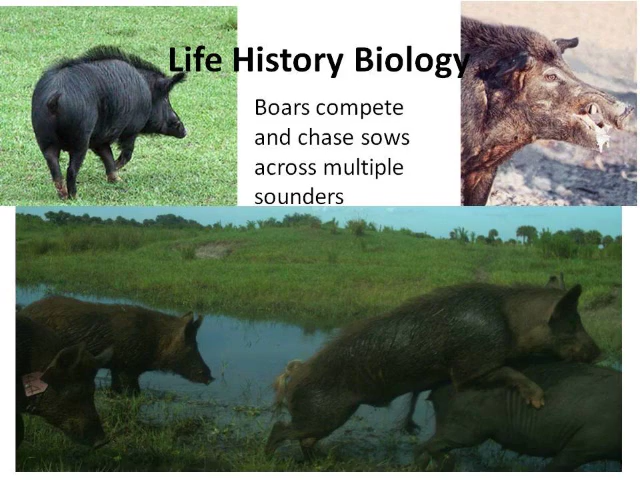 Life History Biology
Boars compete
and chase sows
across multiple
sounders